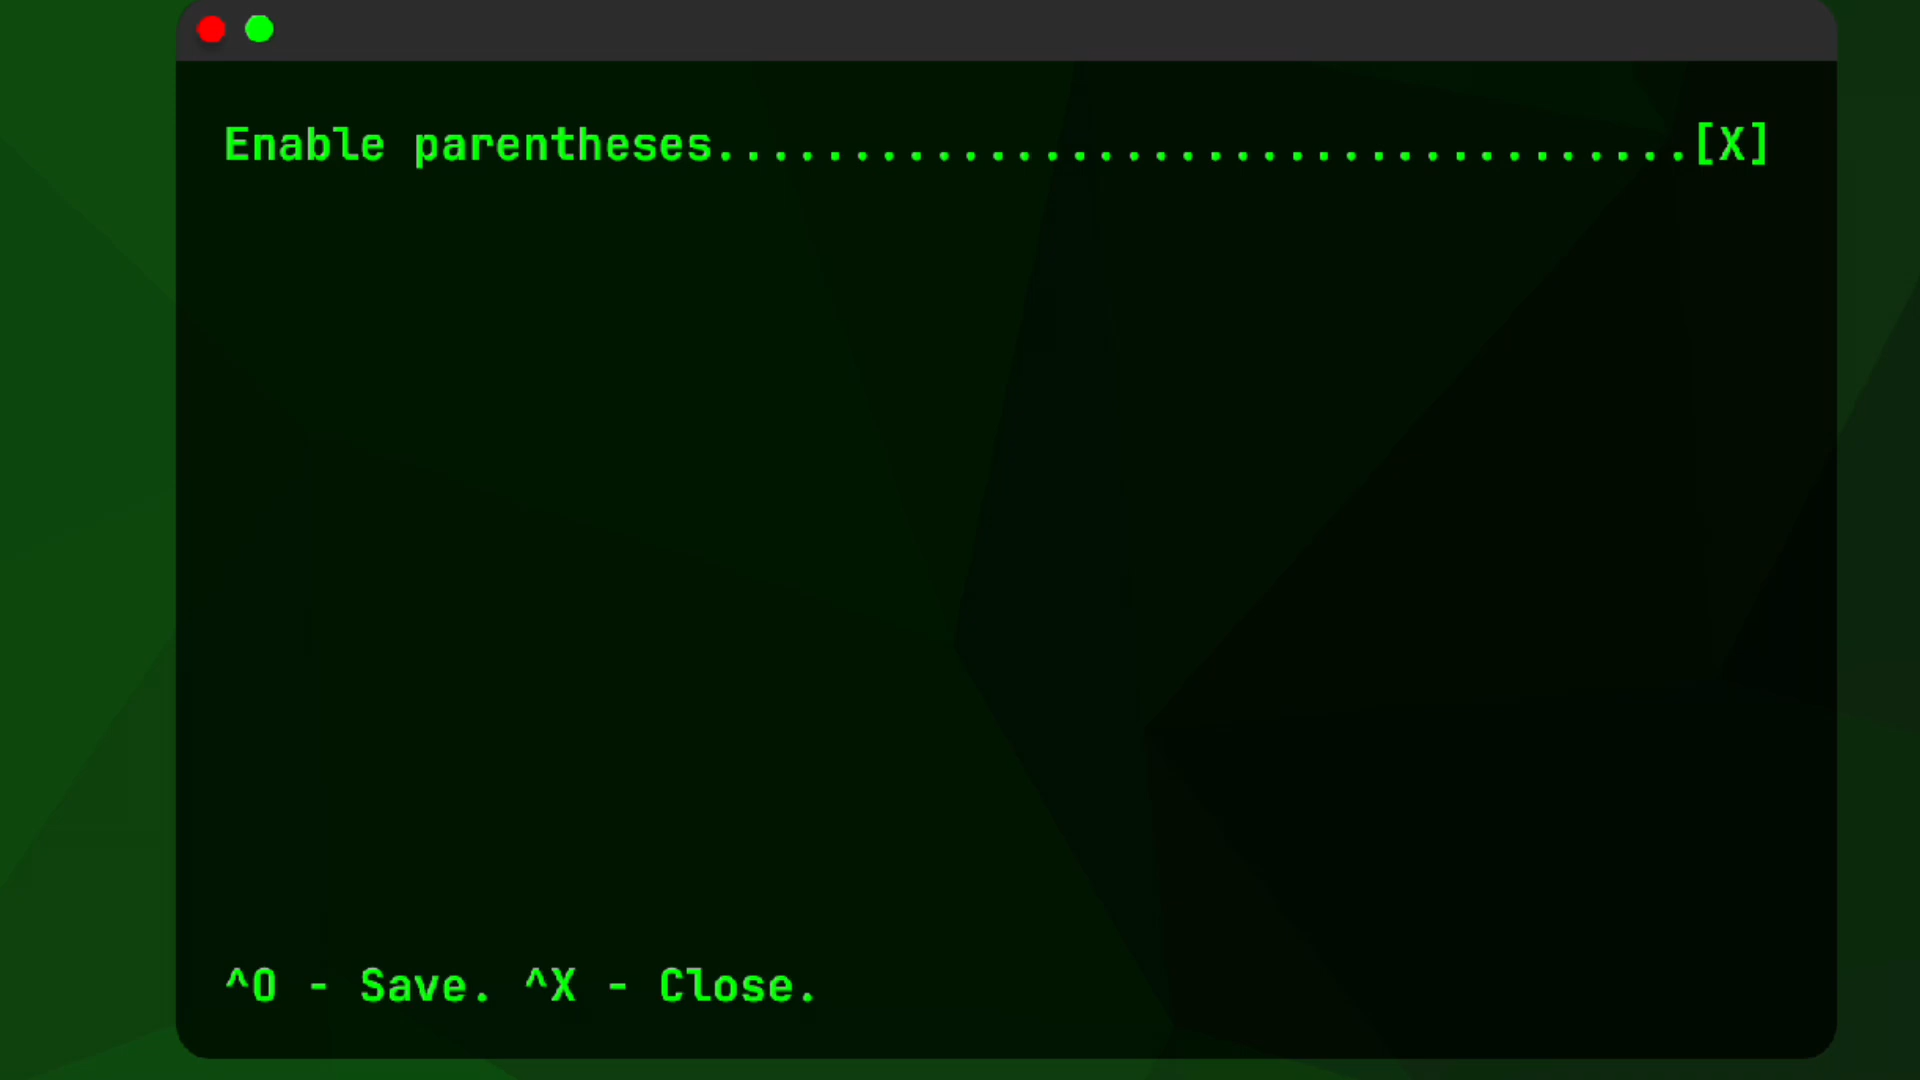 Enable parentheses....................................[X]
^O - Save. ^X - Close.